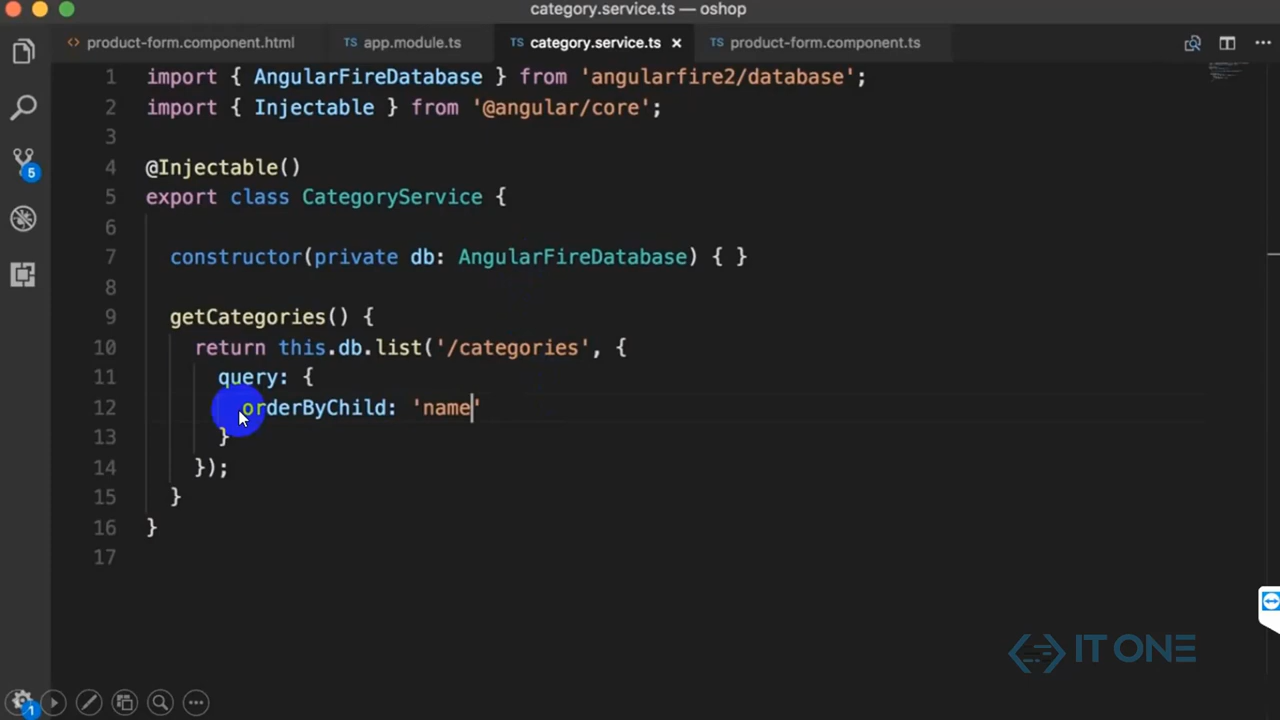 category.service.ts — oshop
product-form.component.html
TS app.module.ts
TS category.service.ts
TS product-form.component.ts
1 import { AngularFireDatabase } from 'angularfire2/database';
2 import { Injectable } from '@angular/core';
3
4 @Injectable()
5 export class CategoryService {
6
7 constructor(private db: AngularFireDatabase) { }
8
9 getCategories() {
10 return this.db.list('/categories', {
11 query: {
12 orderByChild: 'name'
13 }
14 });
15 }
16 }
17
5
1
IT ONE